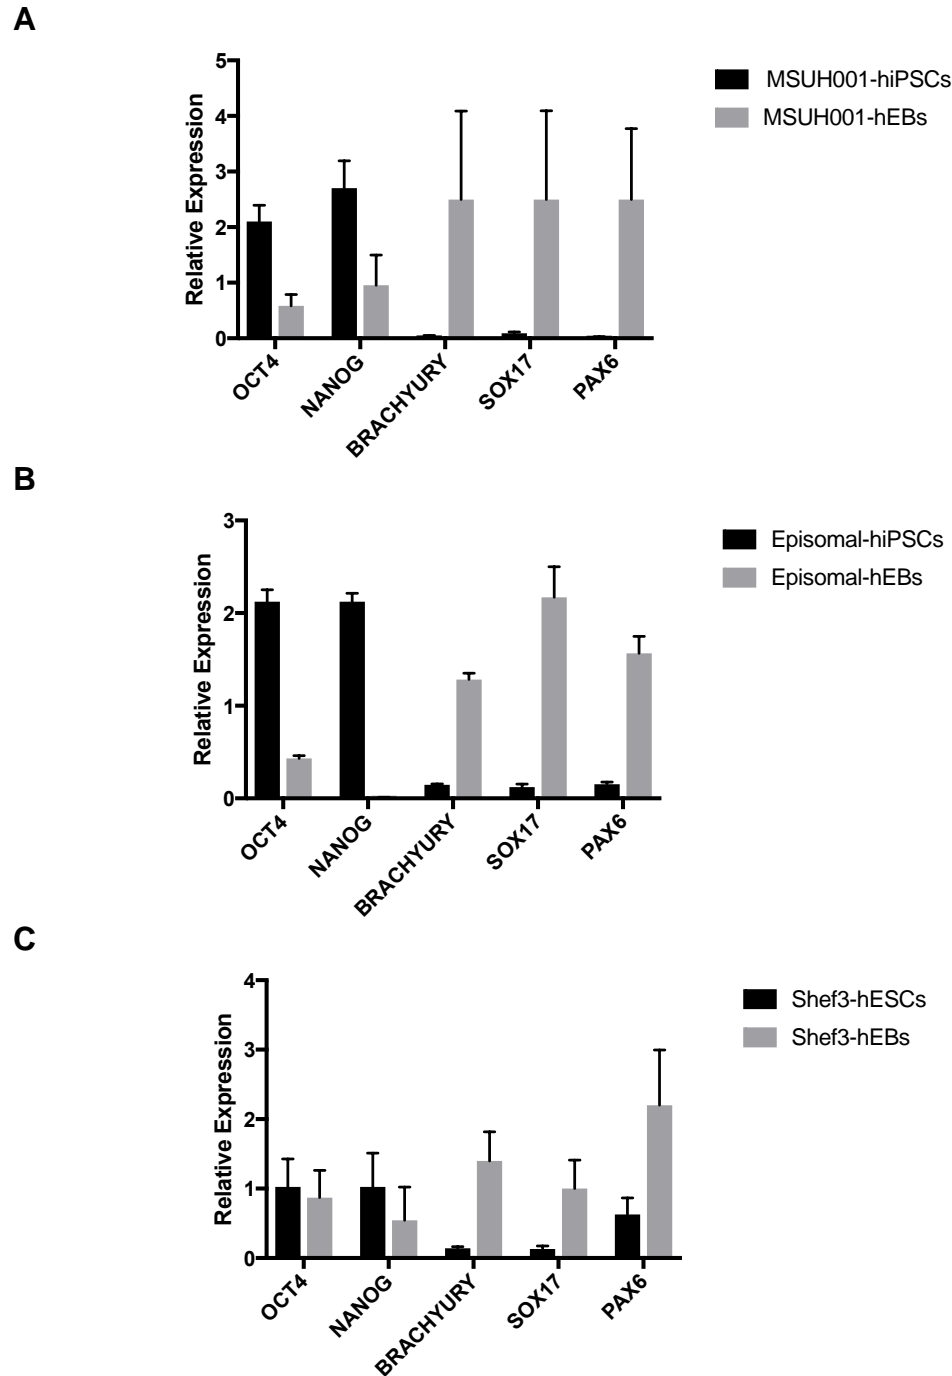 A
5
4
3
2
1
0
Relative Expression
MSUH001-hiPSCs
MSUH001-hEBs
OCT4
NANOG
BRACHYURY
SOX17
PAX6
B
3
2
1
0
Relative Expression
Episomal-hiPSCs
Episomal-hEBs
OCT4
NANOG
BRACHYURY
SOX17
PAX6
C
4
3
2
1
0
Relative Expression
Shef3-hESCs
Shef3-hEBs
OCT4
NANOG
BRACHYURY
SOX17
PAX6